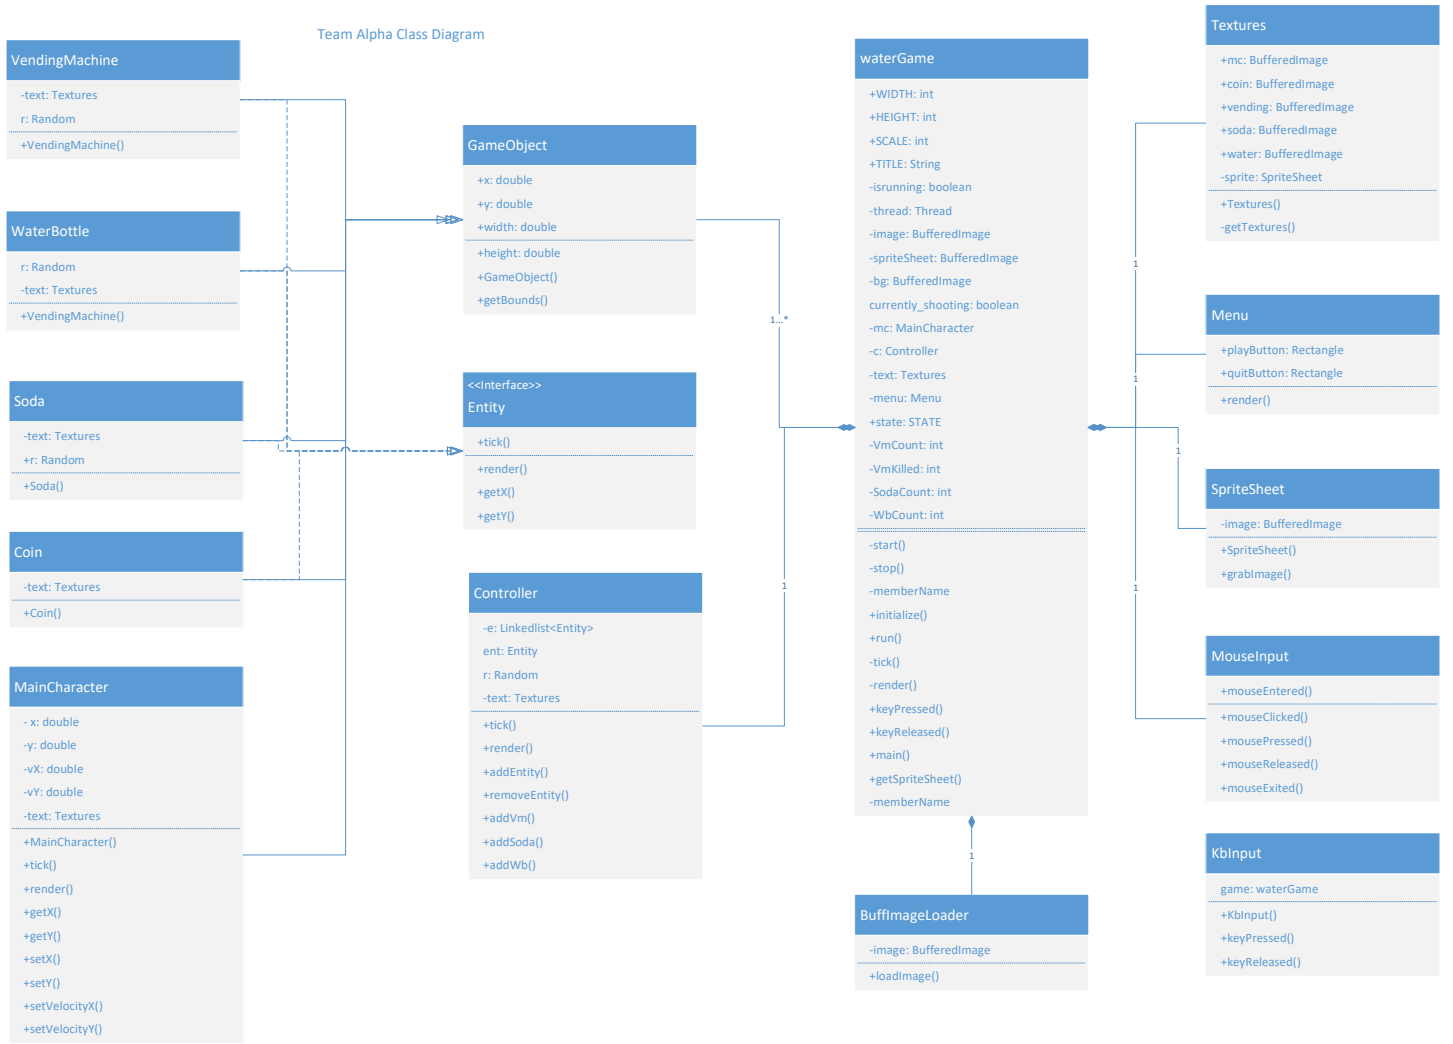 Team Alpha Class Diagram
VendingMachine
-text: Textures
r: Random
+VendingMachine()
WaterBottle
r: Random
-text: Textures
+VendingMachine()
Soda
-text: Textures
+r: Random
+Soda()
Coin
-text: Textures
+Coin()
MainCharacter
- x: double
-y: double
-vX: double
-vY: double
-text: Textures
+MainCharacter()
+tick()
+render()
+getX()
+getY()
+setX()
+setY()
+setVelocityX()
+setVelocityY()
GameObject
+x: double
+y: double
+width: double
+height: double
+GameObject()
+getBounds()
<<Interface>>
Entity
+tick()
+render()
+getX()
+getY()
Controller
-e: Linkedlist<Entity>
ent: Entity
r: Random
-text: Textures
+tick()
+render()
+addEntity()
+removeEntity()
+addVm()
+addSoda()
+addWb()
1...*
1
waterGame
+WIDTH: int
+HEIGHT: int
+SCALE: int
+TITLE: String
-isrunning: boolean
-thread: Thread
-image: BufferedImage
-spriteSheet: BufferedImage
-bg: BufferedImage
currently_shooting: boolean
-mc: MainCharacter
-c: Controller
-text: Textures
-menu: Menu
+state: STATE
-VmCount: int
-VmKilled: int
-SodaCount: int
-WbCount: int
-start()
-stop()
-memberName
+initialize()
+run()
-tick()
-render()
+keyPressed()
+keyReleased()
+main()
+getSpriteSheet()
-memberName
1
BuffImageLoader
-image: BufferedImage
+loadImage()
1
1
1
1
Textures
+mc: BufferedImage
+coin: BufferedImage
+vending: BufferedImage
+soda: BufferedImage
+water: BufferedImage
-sprite: SpriteSheet
+Textures()
-getTextures()
Menu
+playButton: Rectangle
+quitButton: Rectangle
+render()
SpriteSheet
-image: BufferedImage
+SpriteSheet()
+grabImage()
MouseInput
+mouseEntered()
+mouseClicked()
+mousePressed()
+mouseReleased()
+mouseExited()
KbInput
game: waterGame
+KbInput()
+keyPressed()
+keyReleased()